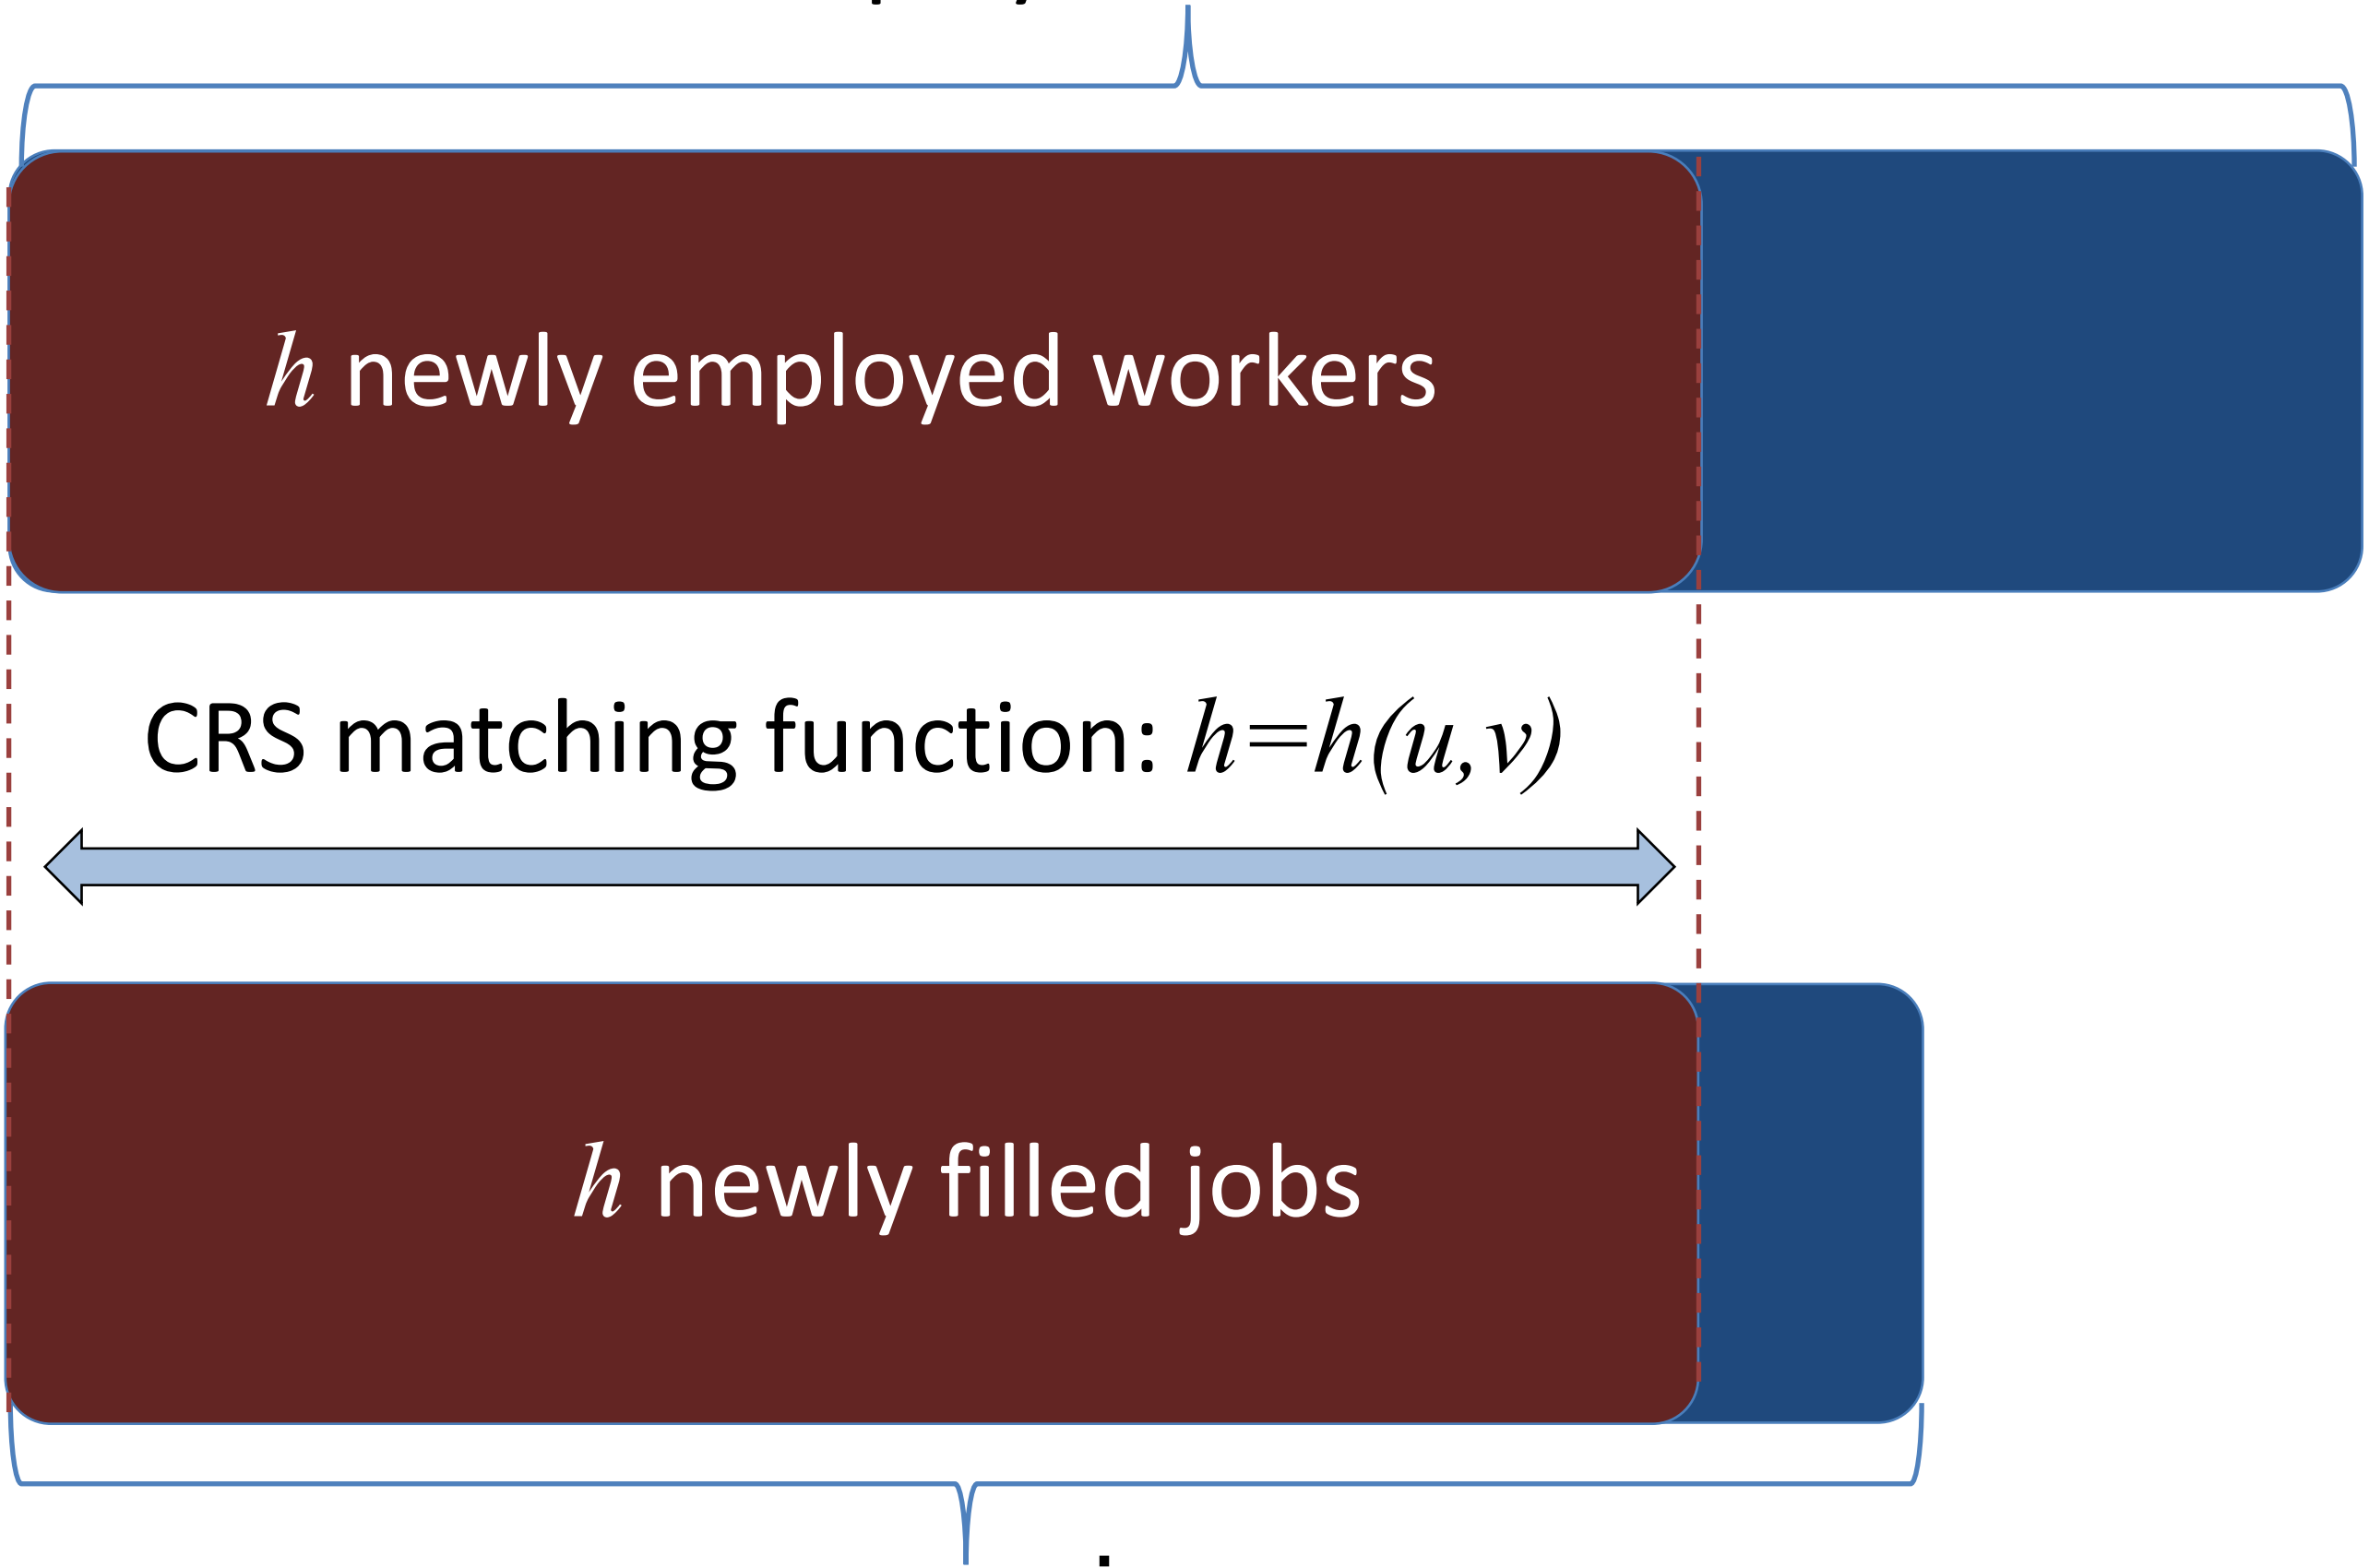 h newly employed workers
CRS matching function: h=h(u,v)
h newly filled jobs